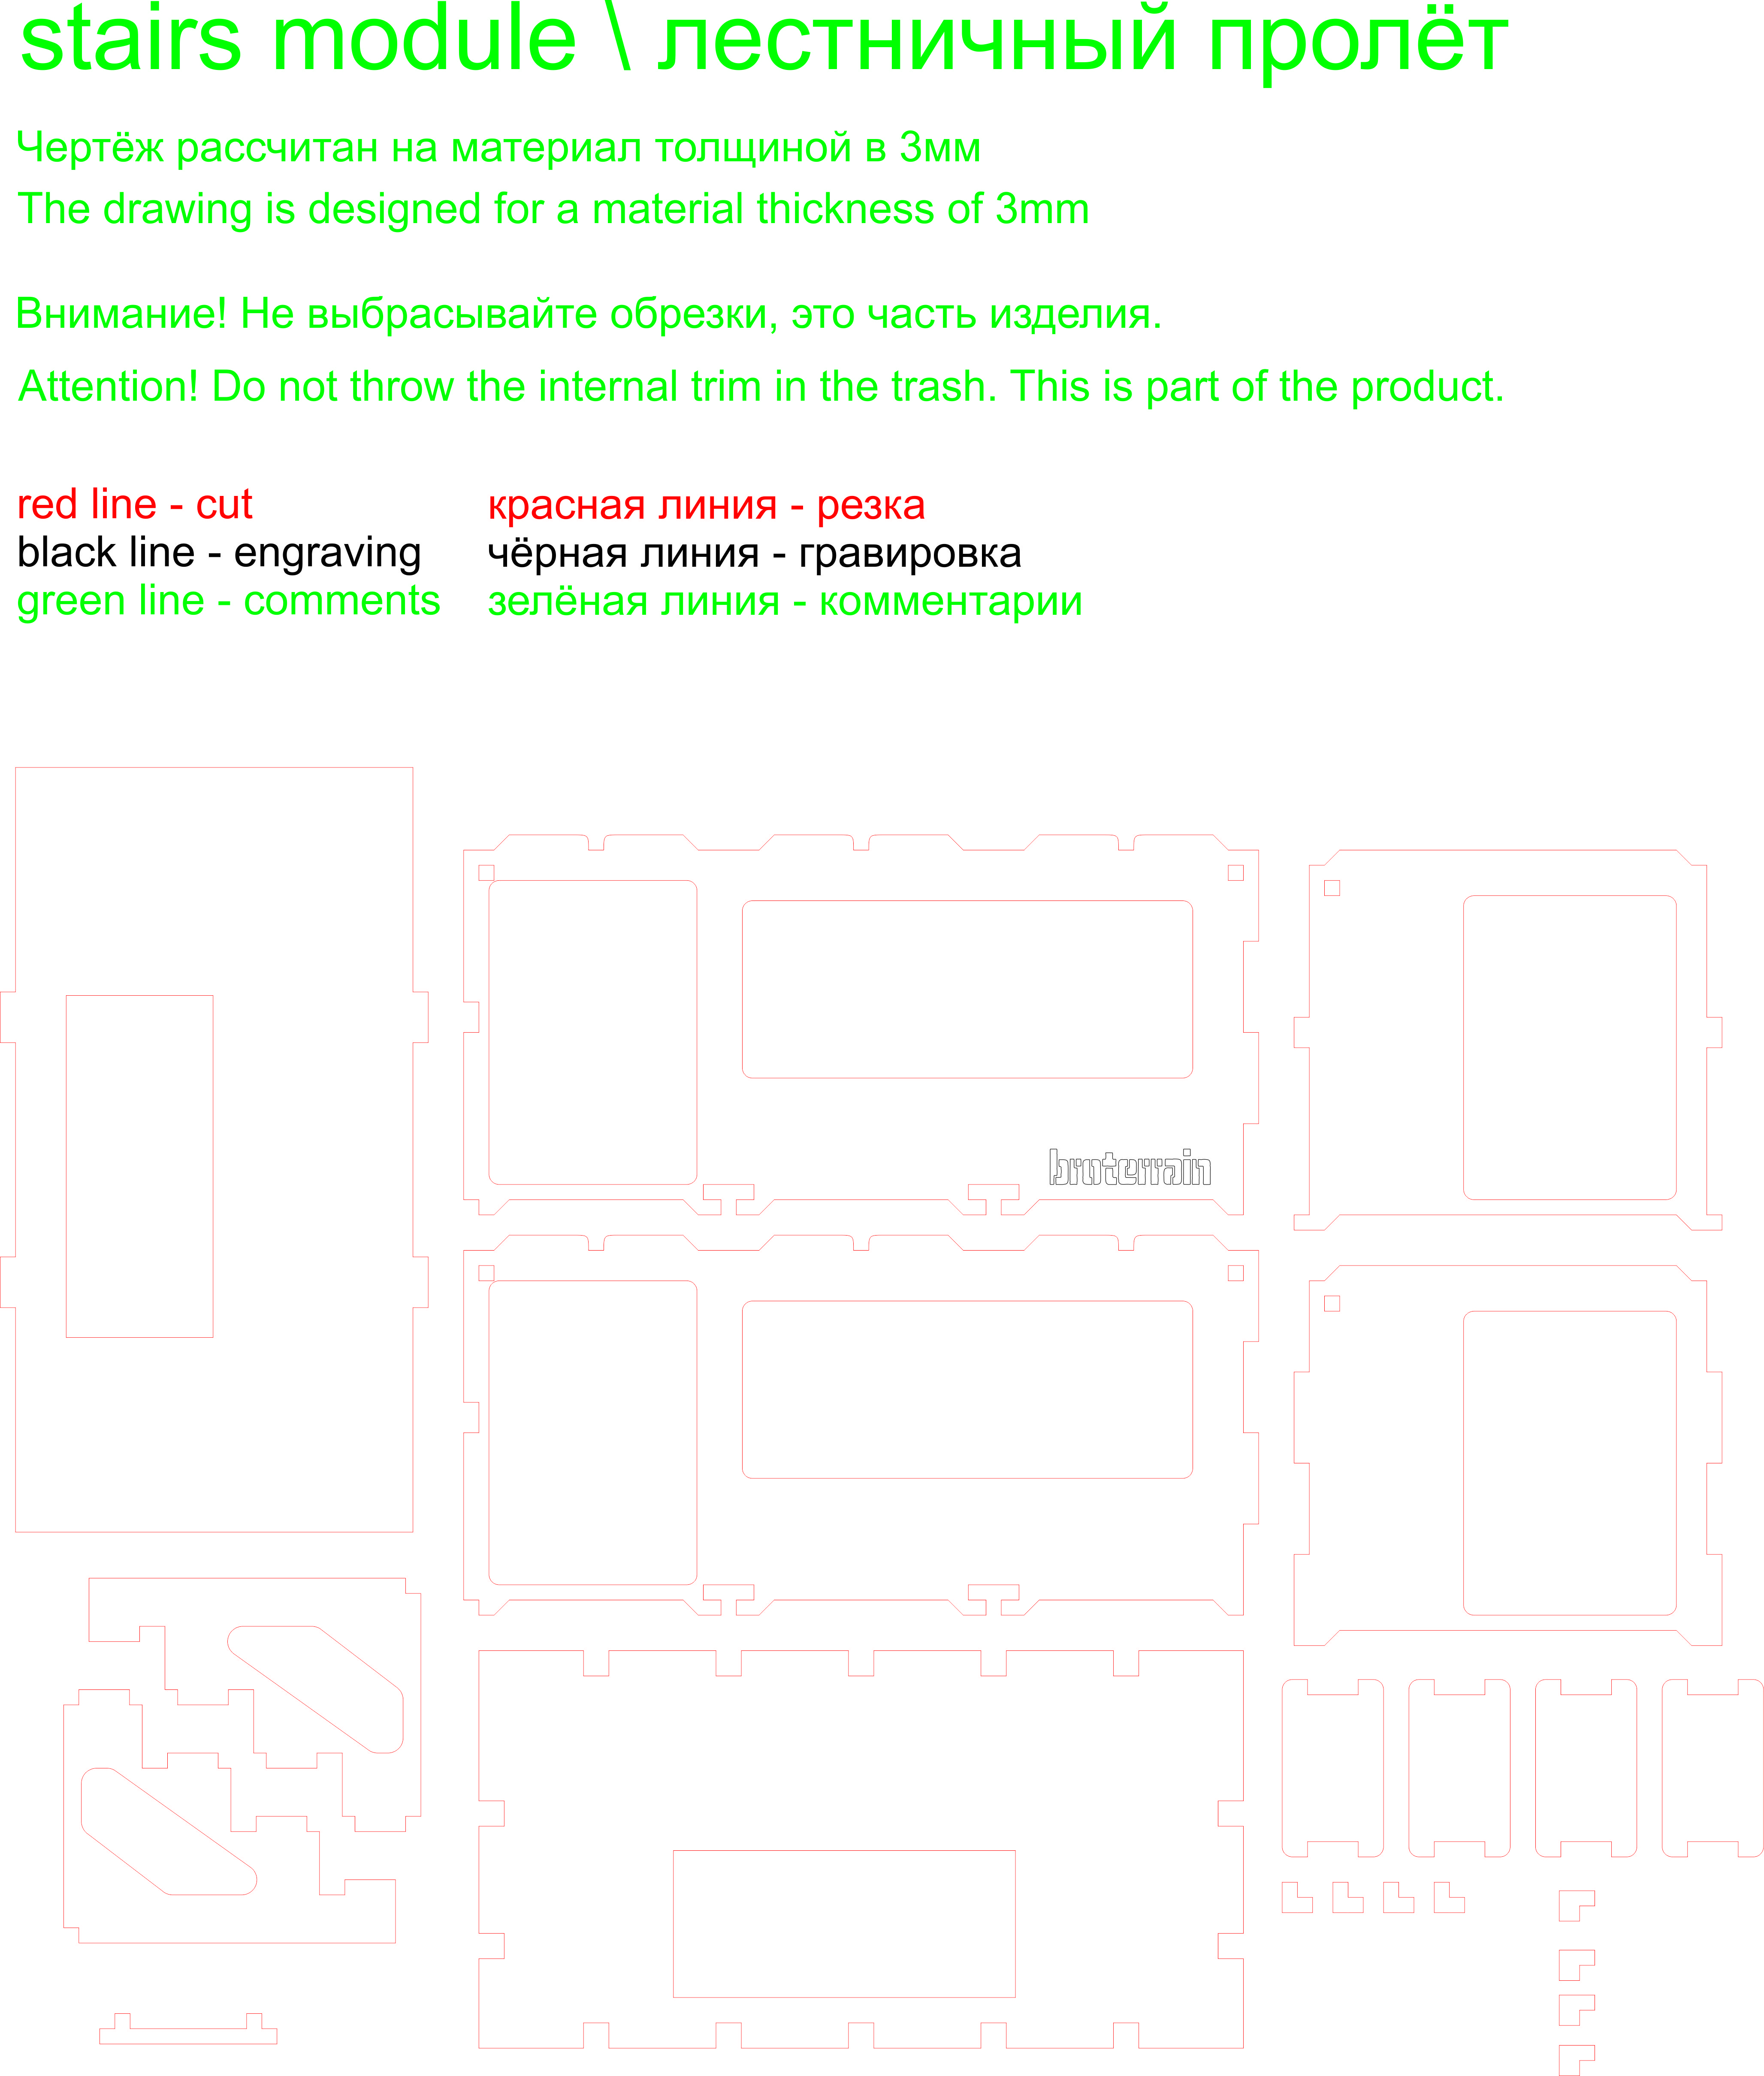 stairs module \ лестничный пролёт
Чертёж рассчитан на материал толщиной в 3мм
The drawing is designed for a material thickness of 3mm
Внимание! Не выбрасывайте обрезки, это часть изделия.
Attention! Do not throw the internal trim in the trash. This is part of the product.
red line - cut красная линия - резка
black line - engraving чёрная линия - гравировка
green line - comments зелёная линия - комментарии
bruterrain